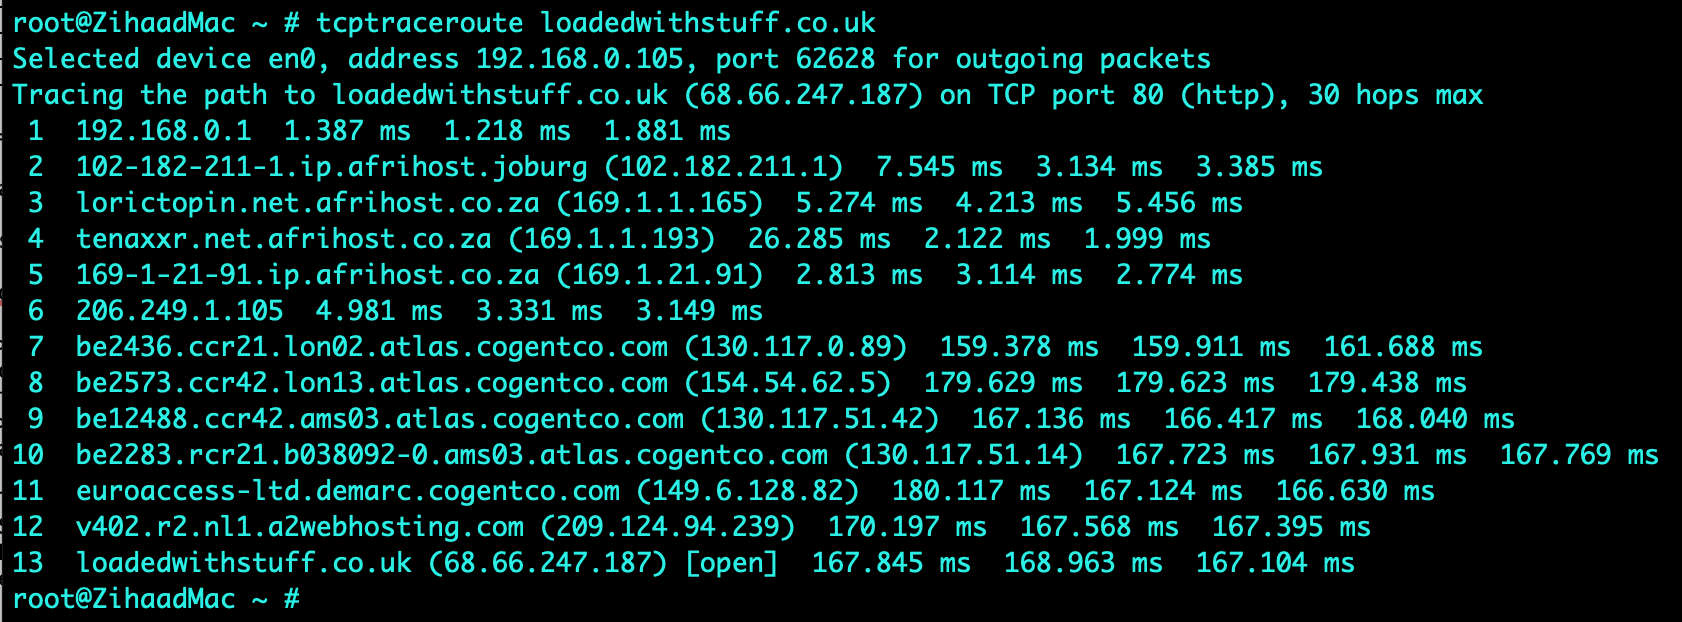 root@ZihaadMac ~ # tcptraceroute loadedwithstuff.co.uk
Selected device en0, address 192.168.0.105, port 62628 for outgoing packets
Tracing the path to loadedwithstuff.co.uk (68.66.247.187) on TCP port 80 (http), 30 hops max
 1  192.168.0.1  1.387 ms  1.218 ms  1.881 ms
 2  102-182-211-1.ip.afrihost.joburg (102.182.211.1)  7.545 ms  3.134 ms  3.385 ms
 3  lorictopin.net.afrihost.co.za (169.1.1.165)  5.274 ms  4.213 ms  5.456 ms
 4  tenaxxr.net.afrihost.co.za (169.1.1.193)  26.285 ms  2.122 ms  1.999 ms
 5  169-1-21-91.ip.afrihost.co.za (169.1.21.91)  2.813 ms  3.114 ms  2.774 ms
 6  206.249.1.105  4.981 ms  3.331 ms  3.149 ms
 7  be2436.ccr21.lon02.atlas.cogentco.com (130.117.0.89)  159.378 ms  159.911 ms  161.688 ms
 8  be2573.ccr42.lon13.atlas.cogentco.com (154.54.62.5)  179.629 ms  179.623 ms  179.438 ms
 9  be12488.ccr42.ams03.atlas.cogentco.com (130.117.51.42)  167.136 ms  166.417 ms  168.040 ms
10  be2283.rcr21.b038092-0.ams03.atlas.cogentco.com (130.117.51.14)  167.723 ms  167.931 ms  167.769 ms
11  euroaccess-ltd.demarc.cogentco.com (149.6.128.82)  180.117 ms  167.124 ms  166.630 ms
12  v402.r2.nl1.a2webhosting.com (209.124.94.239)  170.197 ms  167.568 ms  167.395 ms
13  loadedwithstuff.co.uk (68.66.247.187) [open]  167.845 ms  168.963 ms  167.104 ms
root@ZihaadMac ~ #